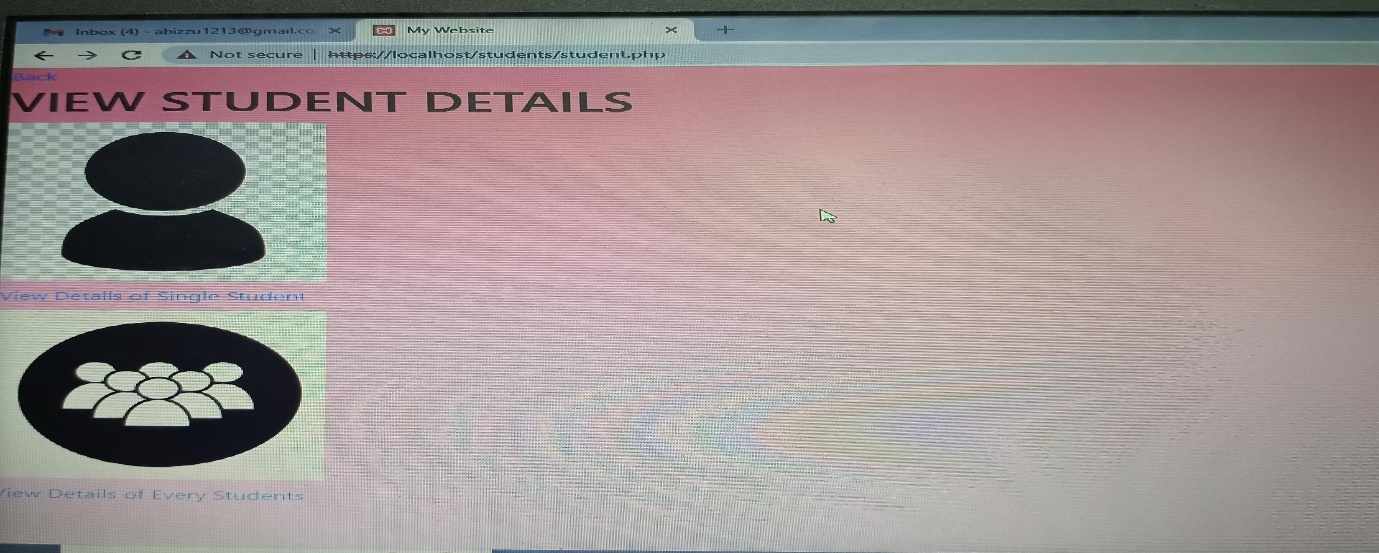 Inbox (4) - abizzu1213@gmail.co
My Website
Not secure | https://localhost/students/student.php
Back
VIEW STUDENT DETAILS
View Details of Single Student
View Details of Every Students